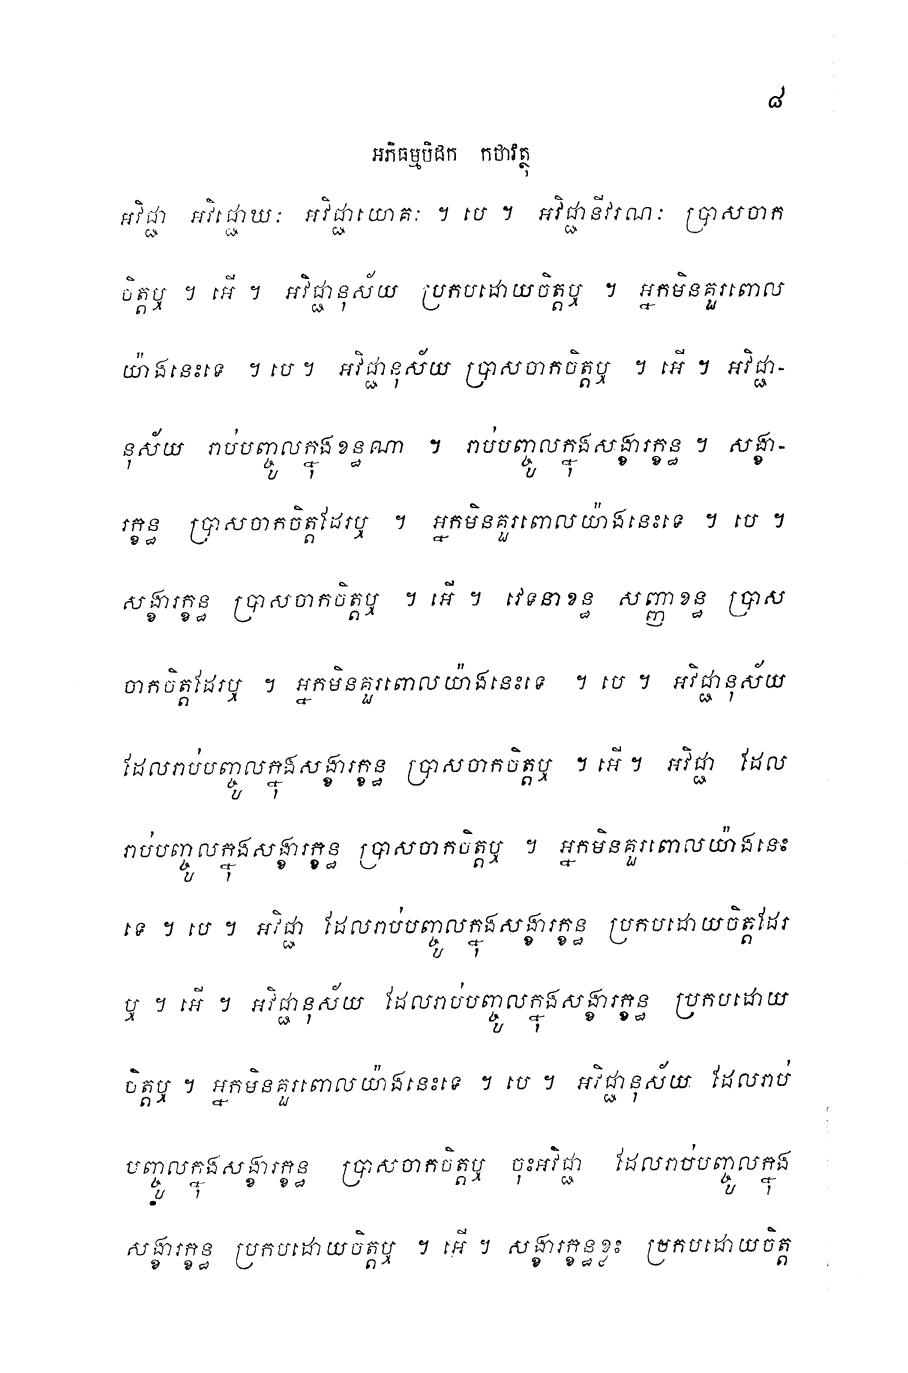 ៨
អភិធម្មបិដក កថាវត្ថុ
អវិជ្ជា អវិជ្ជោឃៈ អវិជ្ជាយោគៈ ។ បេ ។ អវិជ្ជានីវរណៈ ប្រាសចាក
ចិត្តឬ ។ អើ ។ អវិជ្ជានុស័យ ប្រកបដោយចិត្តឬ ។ អ្នកមិនគួរពោល
យ៉ាងនេះទេ ។ បេ ។ អវិជ្ជានុស័យ ប្រាសចាកចិត្តឬ ។ អើ ។ អវិជ្ជា-
នុស័យ រាប់បញ្ចូលក្នុងខន្ធណា ។ រាប់បញ្ចូលក្នុងសង្ខារក្ខន្ធ ។ សង្ខា-
រក្ខន្ធ ប្រាសចាកចិត្តដែរឬ ។ អ្នកមិនគួរពោលយ៉ាងនេះទេ ។ បេ ។
សង្ខារក្ខន្ធ ប្រាសចាកចិត្តឬ ។ អើ ។ វេទនាខន្ធ សញ្ញាខន្ធ ប្រាស
ចាកចិត្តដែរឬ ។ អ្នកមិនគួរពោលយ៉ាងនេះទេ ។ បេ ។ អវិជ្ជានុស័យ
ដែលរាប់បញ្ចូលក្នុងសង្ខារក្ខន្ធ ប្រាសចាកចិត្តឬ ។ អើ ។ អវិជ្ជា ដែល
រាប់បញ្ចូលក្នុងសង្ខារក្ខន្ធ ប្រាសចាកចិត្តឬ ។ អ្នកមិនគួរពោលយ៉ាងនេះ
ទេ ។ បេ ។ អវិជ្ជា ដែលរាប់បញ្ចូលក្នុងសង្ខារក្ខន្ធ ប្រកបដោយចិត្តដែរ
ឬ ។ អើ ។ អវិជ្ជានុស័យ ដែលរាប់បញ្ចូលក្នុងសង្ខារក្ខន្ធ ប្រកបដោយ
ចិត្តឬ ។ អ្នកមិនគួរពោលយ៉ាងនេះទេ ។ បេ ។ អវិជ្ជានុស័យ ដែលរាប់
បញ្ចូលក្នុងសង្ខារក្ខន្ធ ប្រាសចាកចិត្តឬ ចុះអវិជ្ជា ដែលរាប់បញ្ចូលក្នុង
សង្ខារក្ខន្ធ ប្រកបដោយចិត្តឬ ។ អើ ។ សង្ខារក្ខន្ធខ្លះ ប្រកបដោយចិត្ត